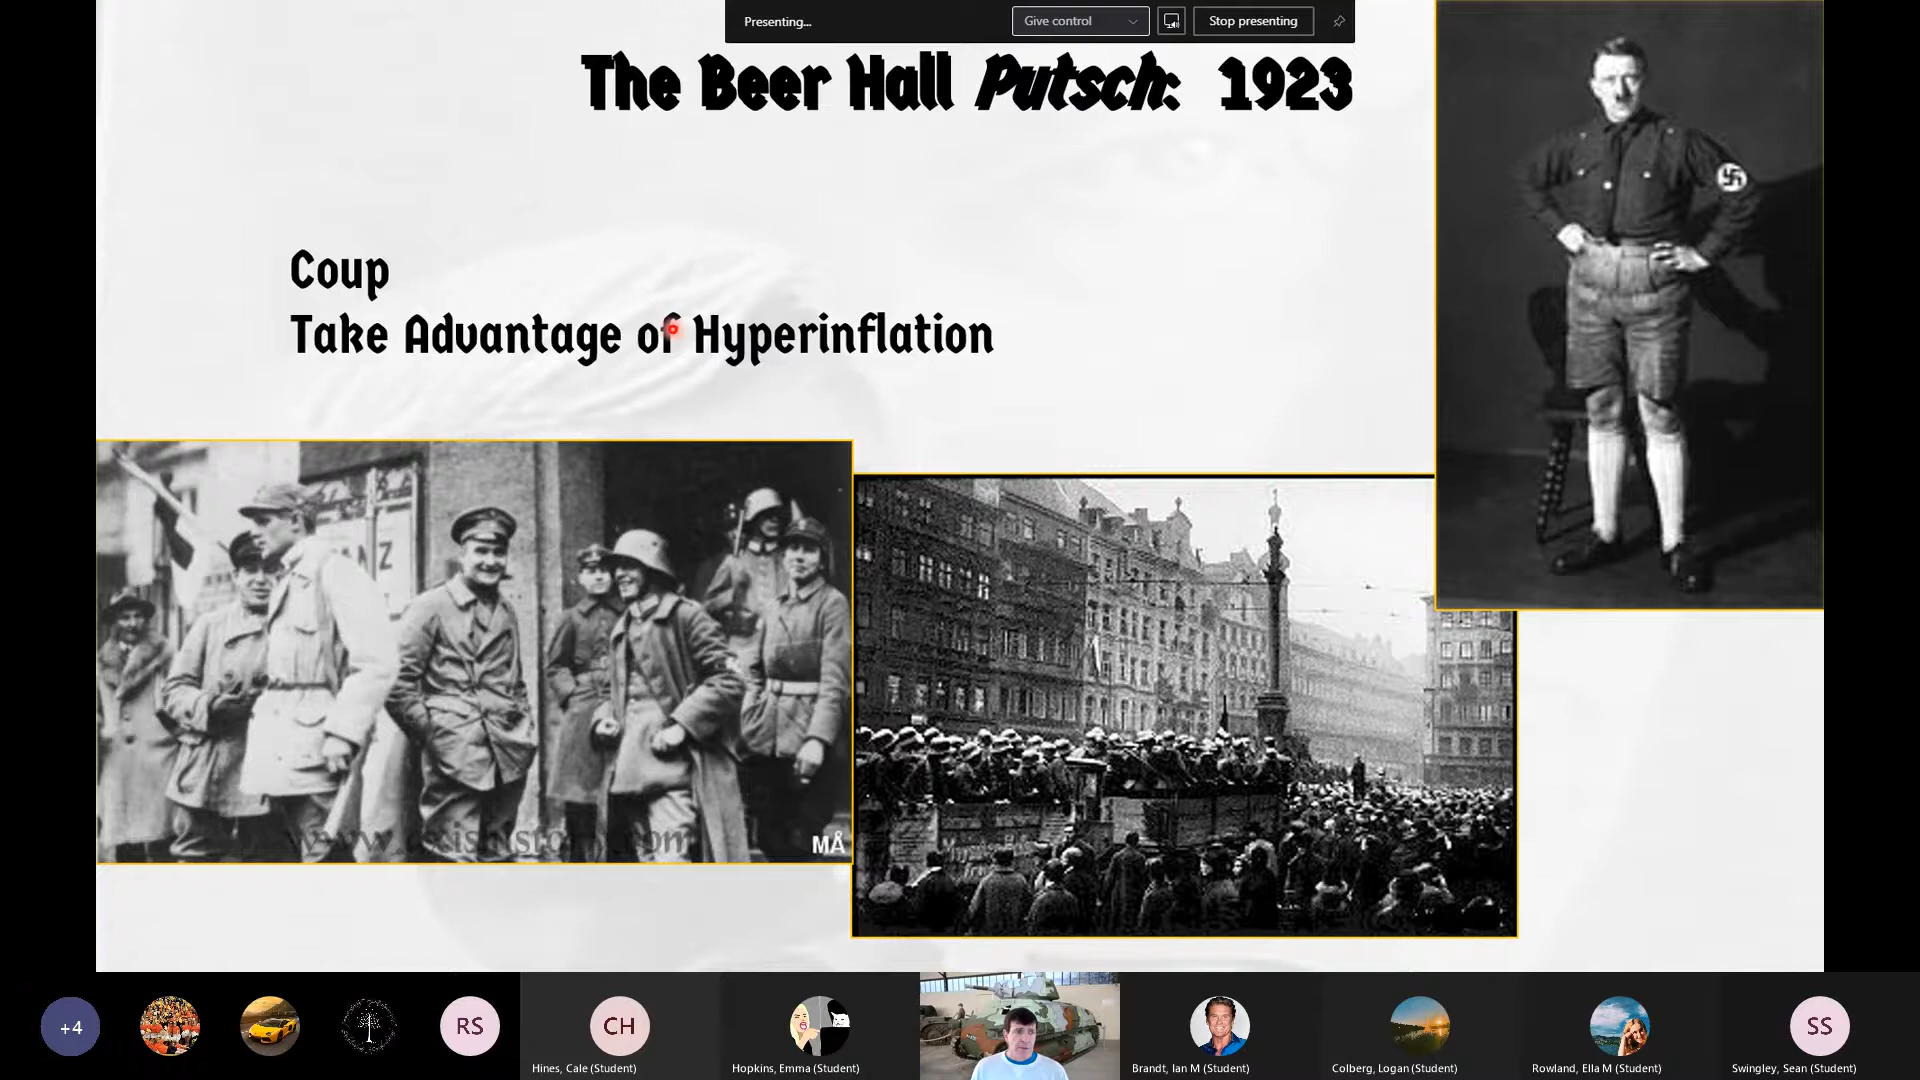 Presenting...
Give control
Stop presenting
The Beer Hall Putsch: 1923
Coup
Take Advantage of Hyperinflation
MÅ
+4
RS
CH
SS
Hines, Cale (Student)
Hopkins, Emma (Student)
Brandt, Ian M (Student)
Colberg, Logan (Student)
Rowland, Ella M (Student)
Swingley, Sean (Student)